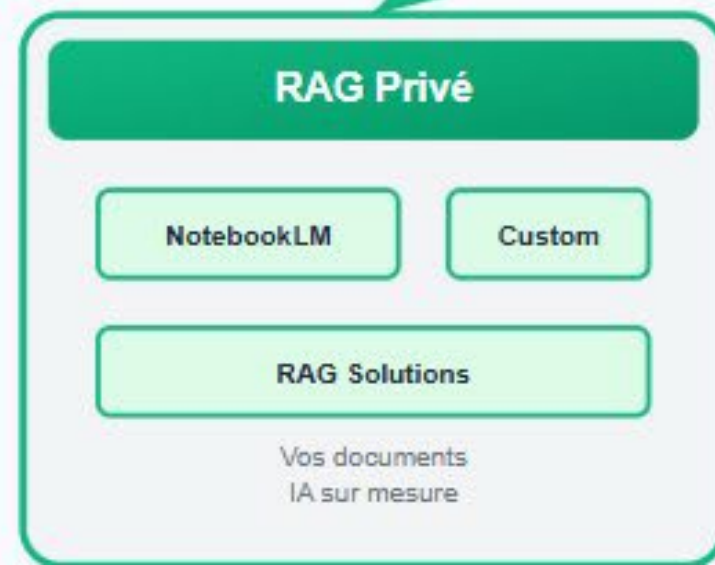 RAG Privé
NotebookLM
Custom
RAG Solutions
Vos documents
IA sur mesure